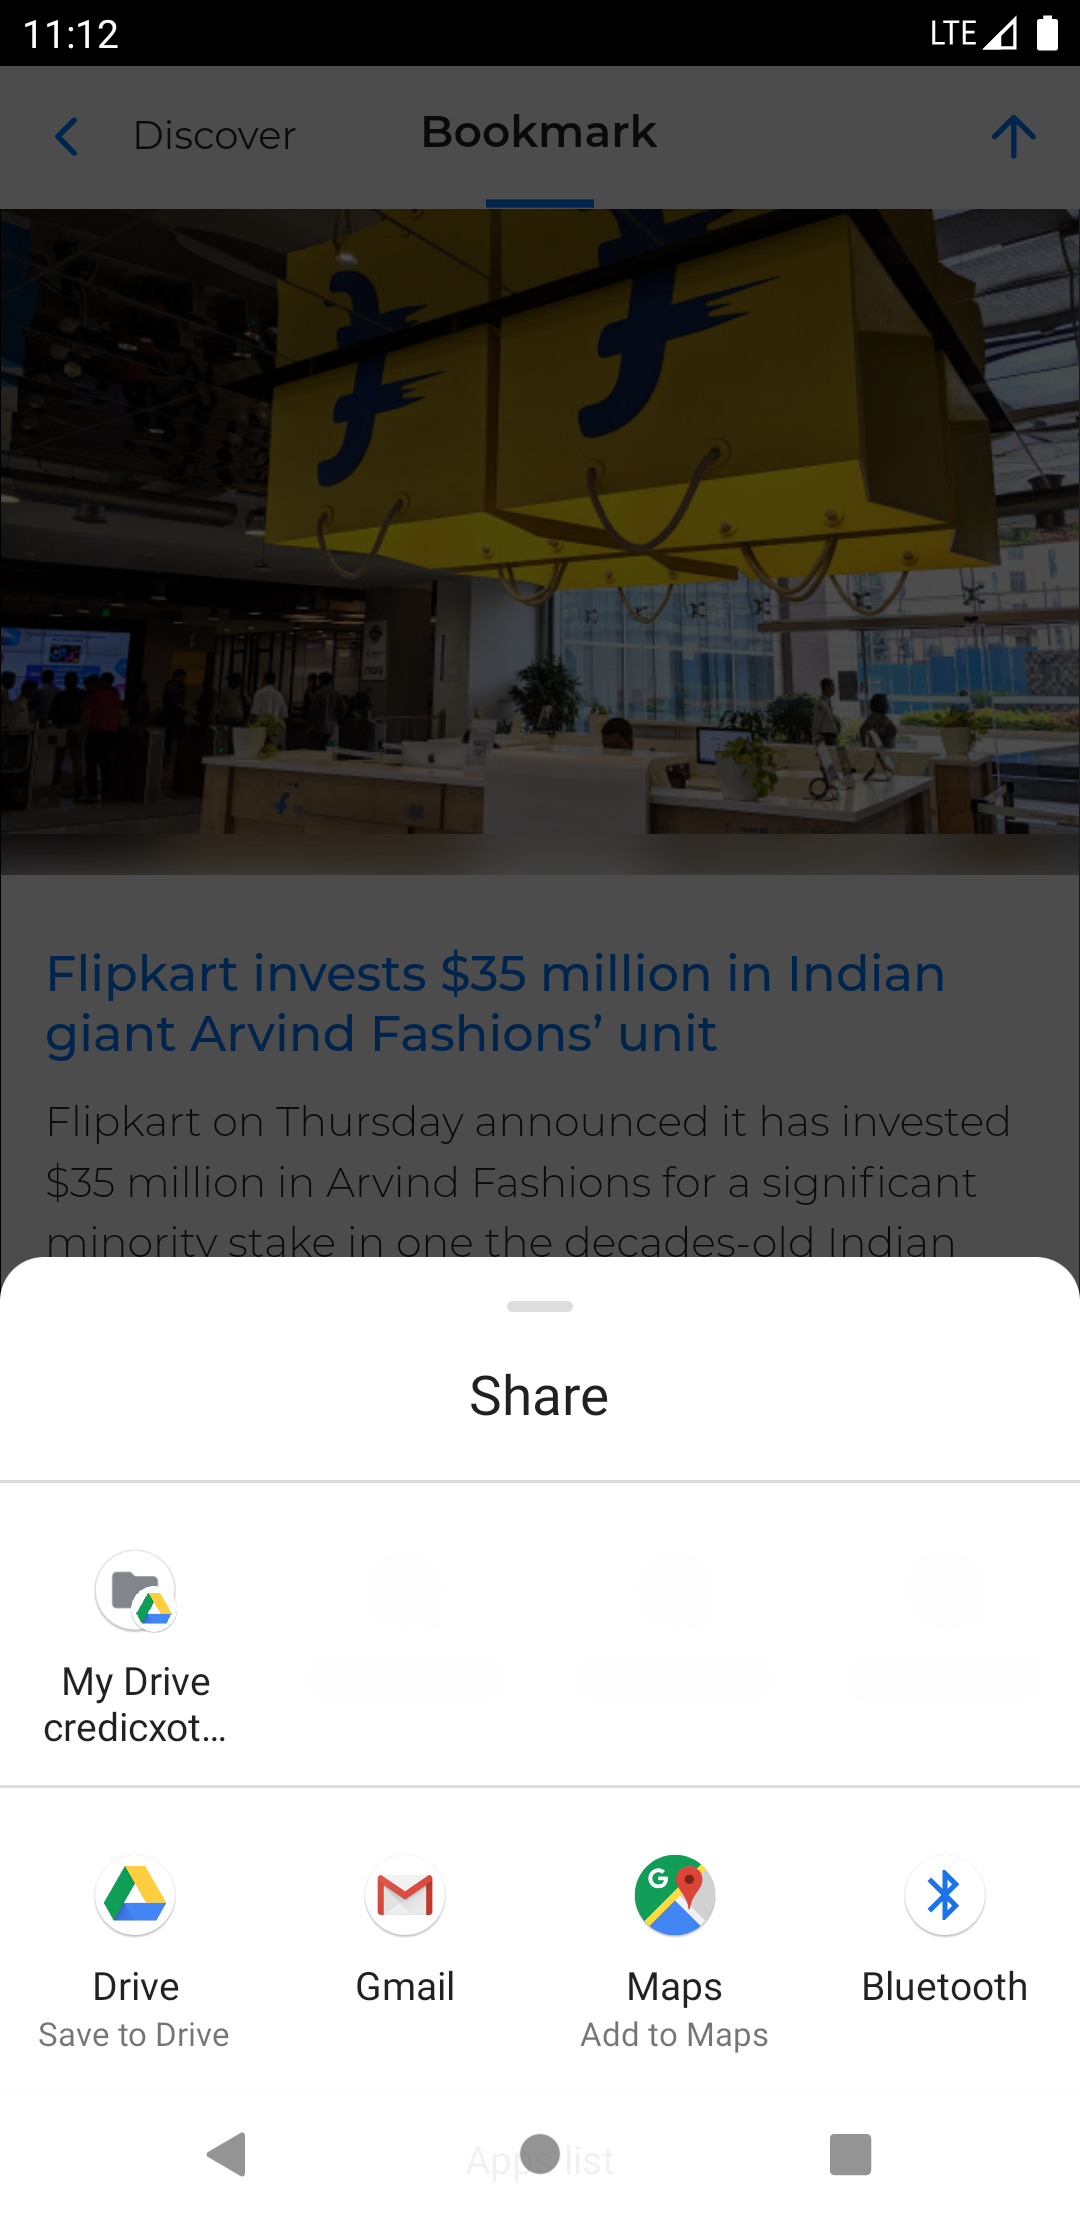 11:12
LTE
Discover
Bookmark
Flipkart invests $35 million in Indian
giant Arvind Fashions’ unit
Flipkart on Thursday announced it has invested
$35 million in Arvind Fashions for a significant
minority stake in one the decades-old Indian
Share
My Drive
credicxot...
Drive
Gmail
Maps
Bluetooth
Save to Drive
Add to Maps
Apps list